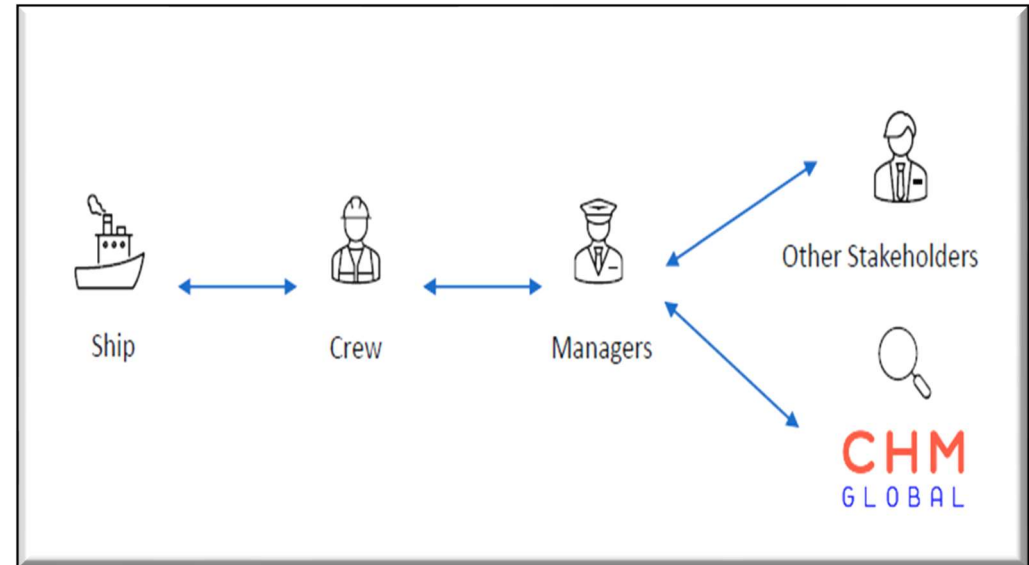 Other Stakeholders
Ship
Crew
Managers
CHM
GLOBAL